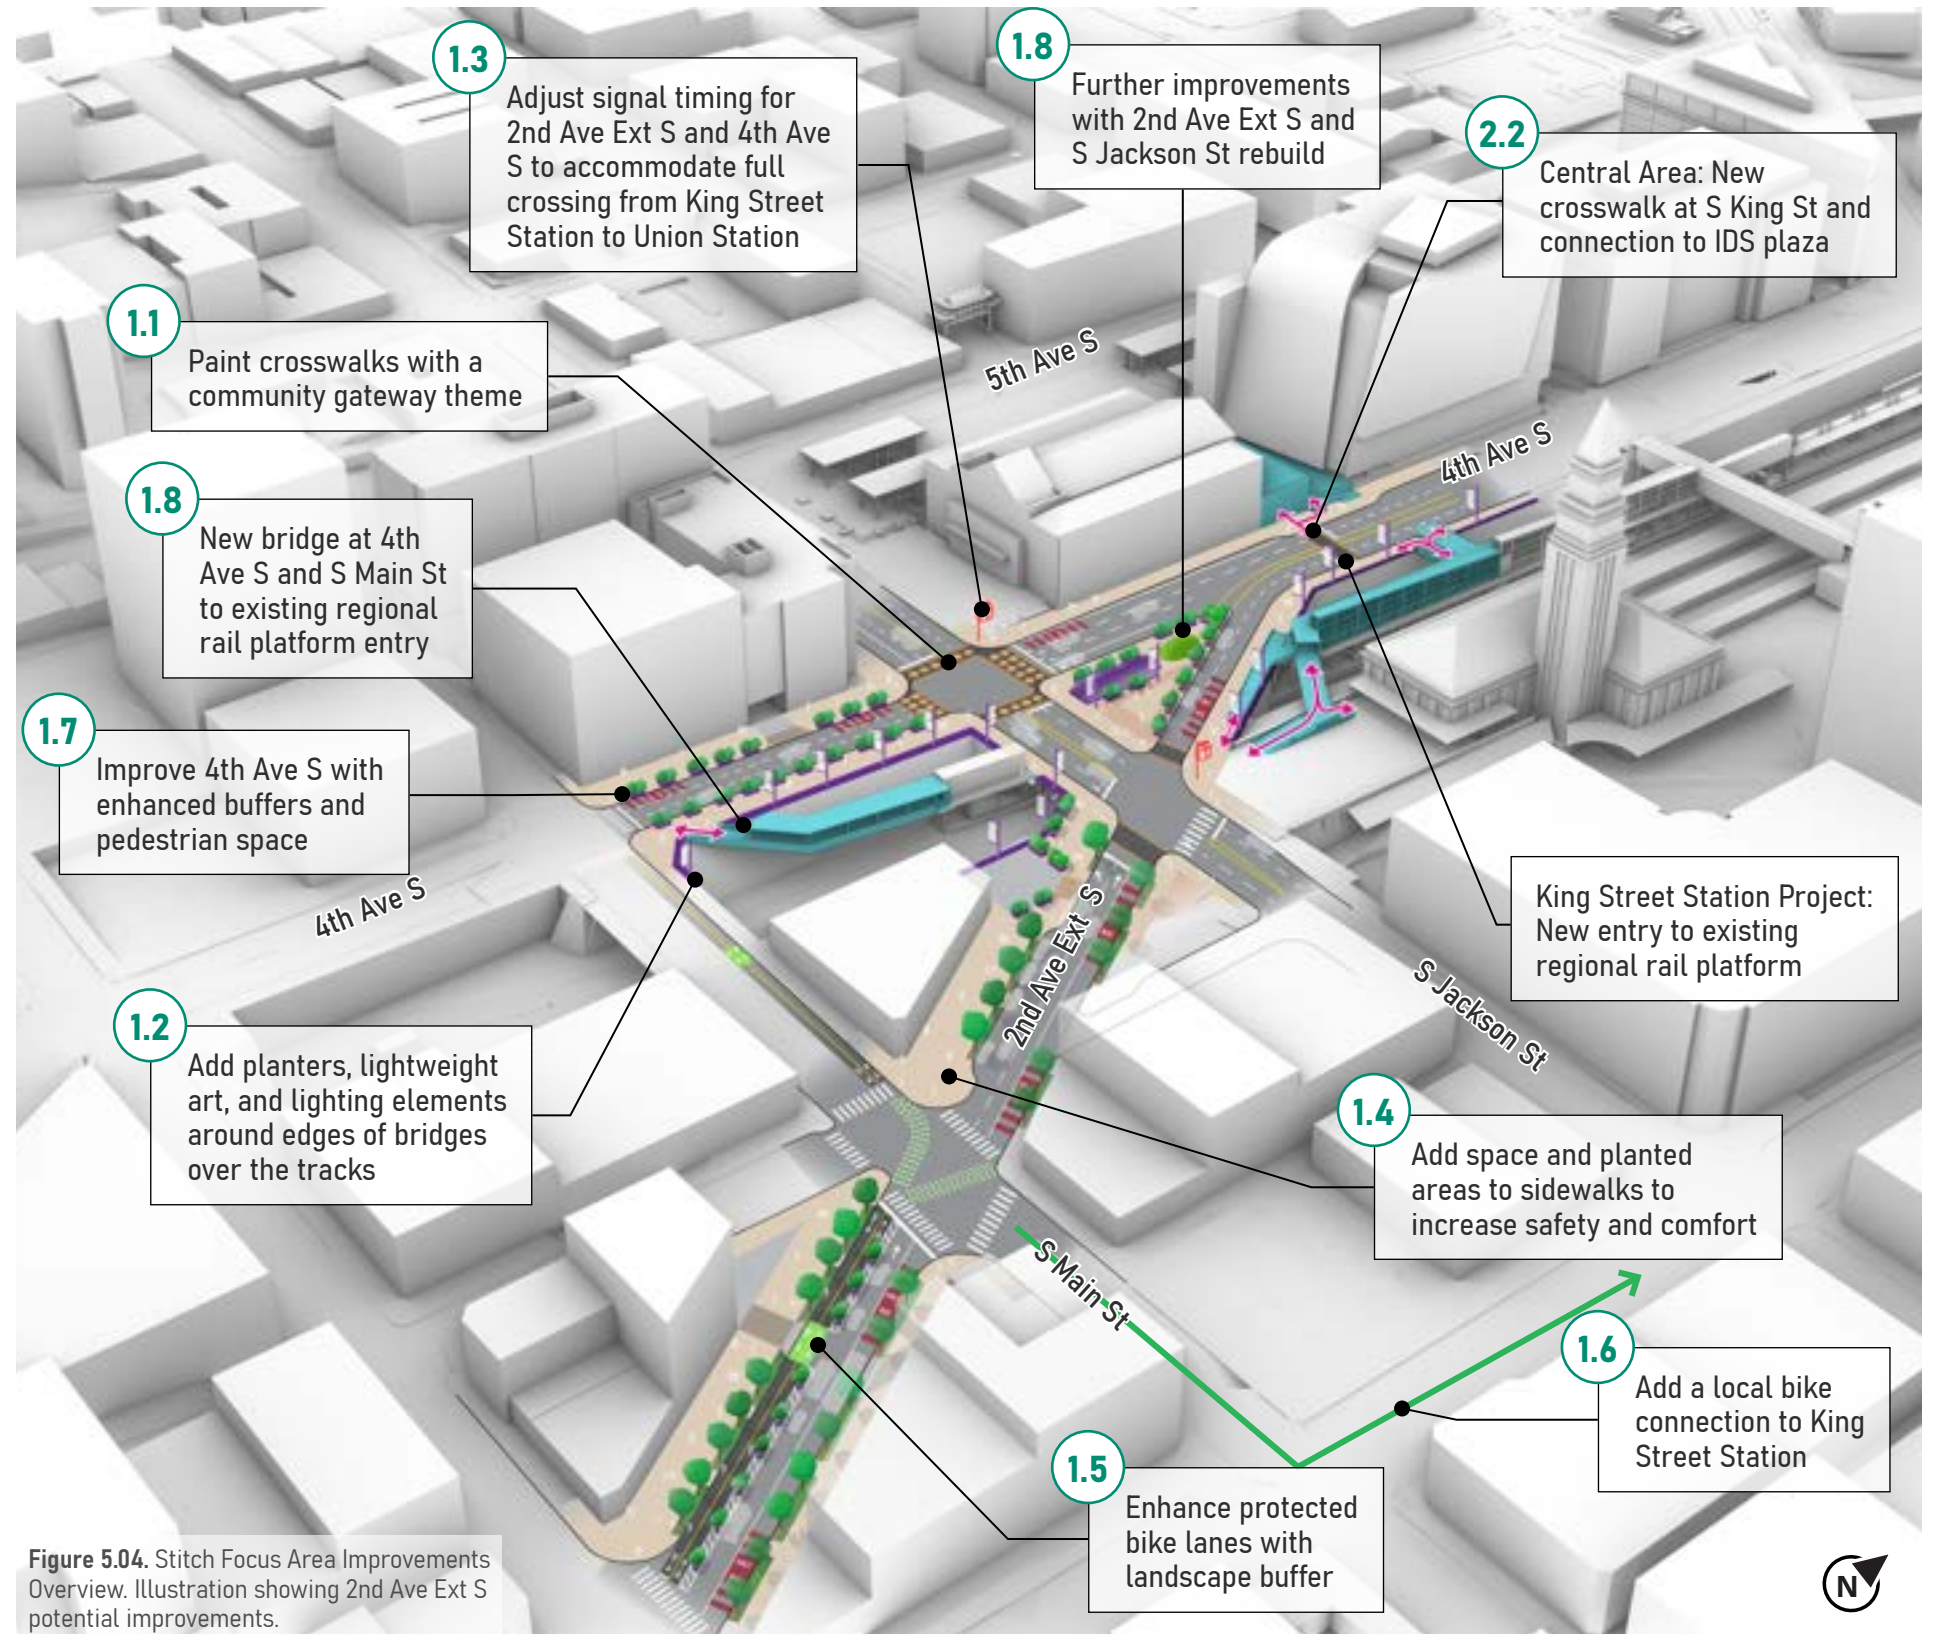 1.3
Adjust signal timing for
2nd Ave Ext S and 4th Ave
S to accommodate full
crossing from King Street
Station to Union Station
1.8
Further improvements
with 2nd Ave Ext S and
S Jackson St rebuild
2.2
Central Area: New
crosswalk at S King St and
connection to IDS plaza
1.1
Paint crosswalks with a
community gateway theme
5th Ave S
4th Ave S
1.8
New bridge at 4th
Ave S and S Main St
to existing regional
rail platform entry
1.7
Improve 4th Ave S with
enhanced buffers and
pedestrian space
4th Ave S
2nd Ave Ext S
King Street Station Project:
New entry to existing
regional rail platform
S Jackson St
1.2
Add planters, lightweight
art, and lighting elements
around edges of bridges
over the tracks
1.4
Add space and planted
areas to sidewalks to
increase safety and comfort
S Main St
1.6
Add a local bike
connection to King
Street Station
1.5
Enhance protected
bike lanes with
landscape buffer
Figure 5.04. Stitch Focus Area Improvements
Overview. Illustration showing 2nd Ave Ext S
potential improvements.
N